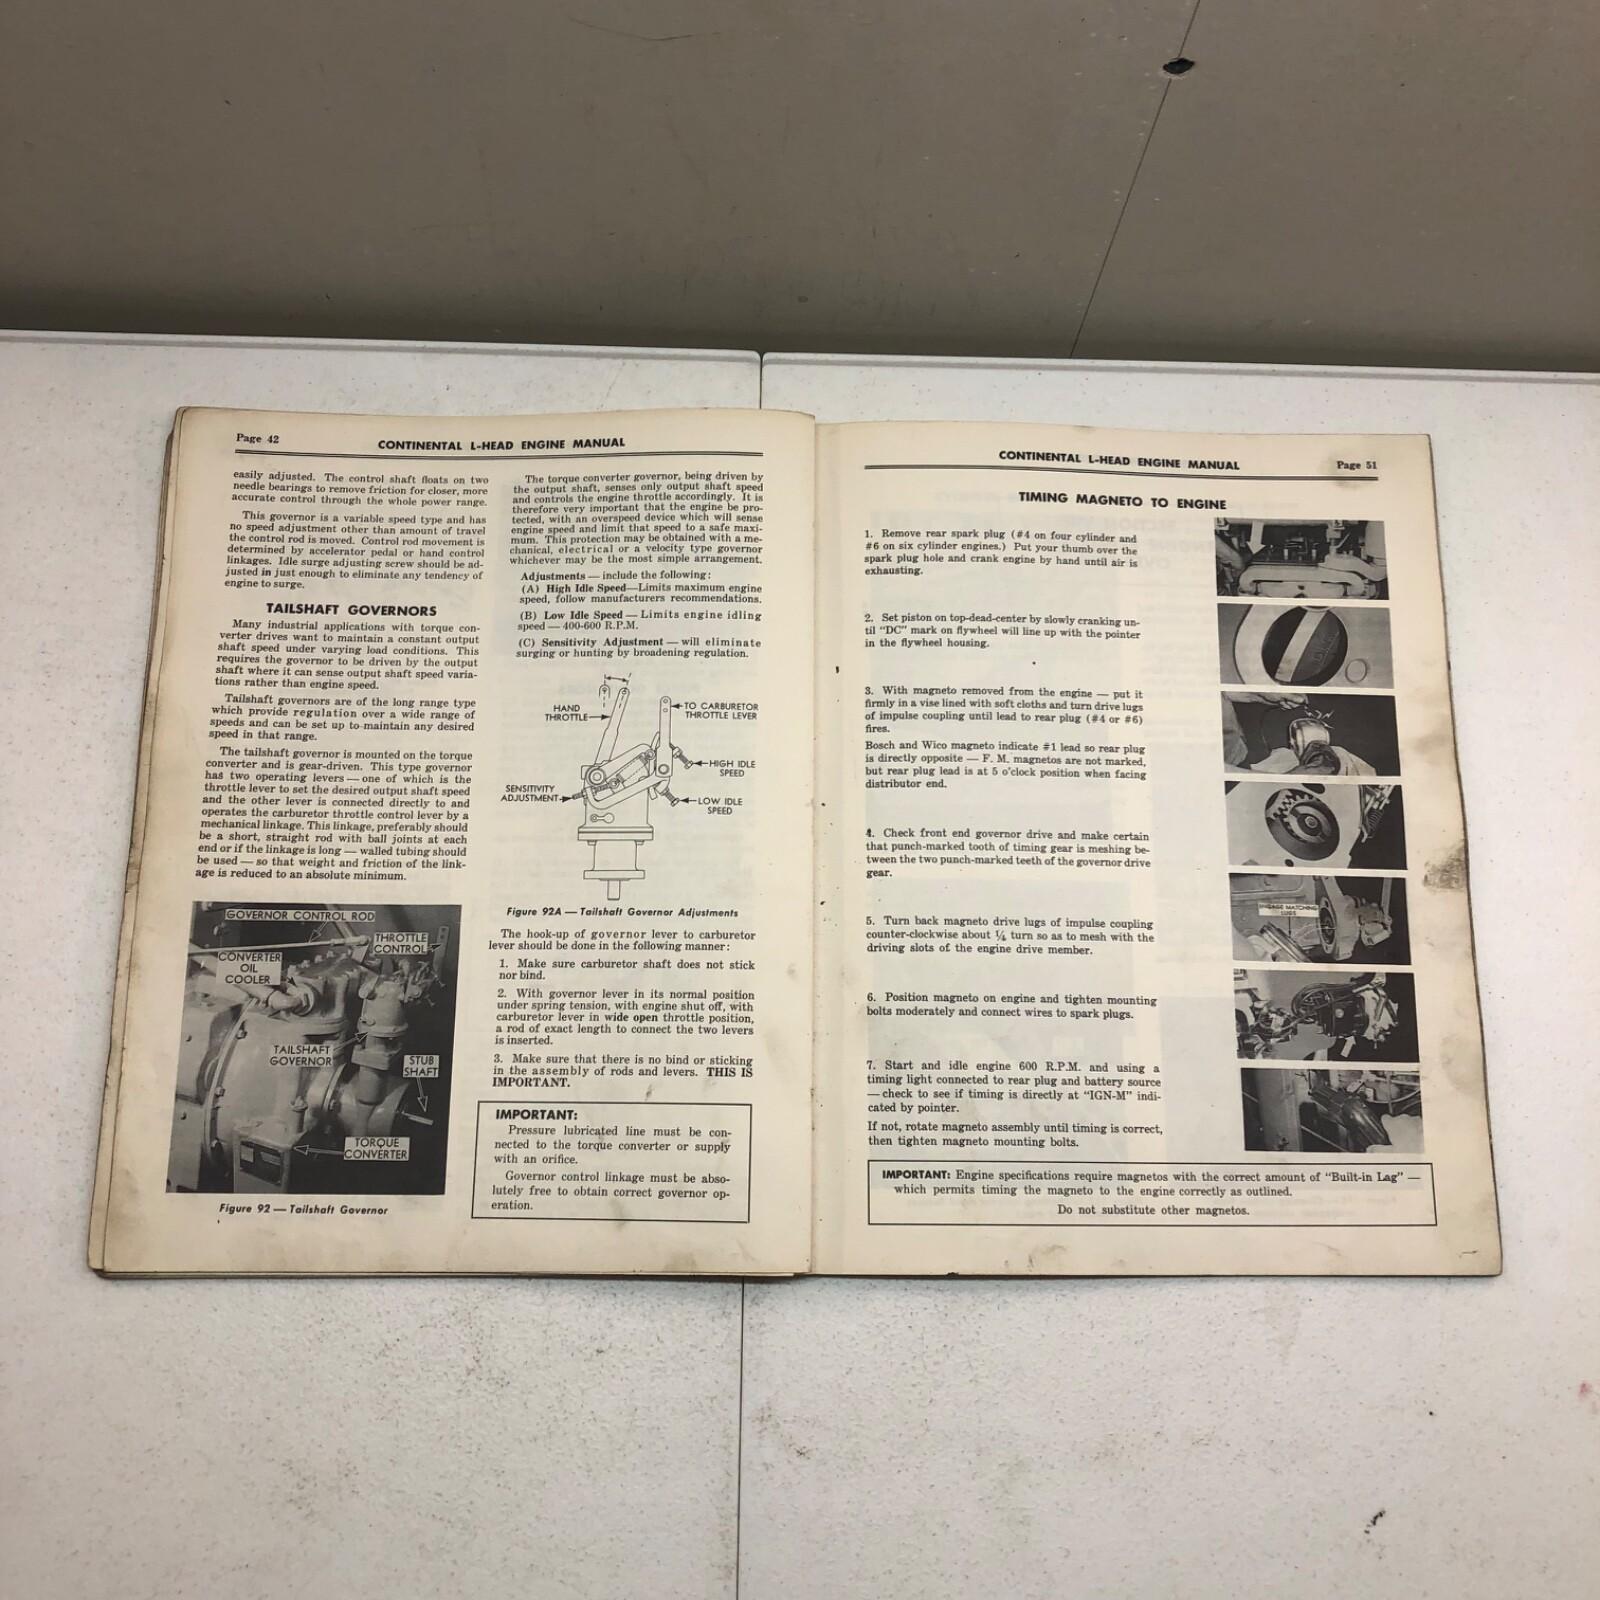 Page 42
CONTINENTAL L-HEAD ENGINE MANUAL
easily adjusted. The control shaft floats on two
needle bearings to remove friction for closer, more
accurate control through the whole power range.
This governor is a variable speed type and has
no speed adjustment other than amount of travel
the control rod is moved. Control rod movement is
determined by accelerator pedal or hand control
linkages. Idle surge adjusting screw should be ad-
justed in just enough to eliminate any tendency of
engine to surge.
TAILSHAFT GOVERNORS
Many industrial applications with torque con-
verter drives want to maintain a constant output
shaft speed under varying load conditions. This
requires the governor to be driven by the output
shaft where it can sense output shaft speed varia-
tions rather than engine speed.
Tailshaft governors are of the long range type
which provide regulation over a wide range of
speeds and can be set up to maintain any desired
speed in that range.
The tailshaft governor is mounted on the torque
converter and is gear-driven. This type governor
has two operating levers — one of which is the
throttle lever to set the desired output shaft speed
and the other lever is connected directly to and
operates the carburetor throttle control lever by a
mechanical linkage. This linkage, preferably should
be a short, straight rod with ball joints at each
end or if the linkage is long — walled tubing should
be used — so that weight and friction of the link-
age is reduced to an absolute minimum.
GOVERNOR CONTROL ROD
THROTTLE
CONTROL
CONVERTER
OIL
COOLER
TAILSHAFT
GOVERNOR
STUB
SHAFT
TORQUE
CONVERTER
Figure 92 — Tailshaft Governor
The torque converter governor, being driven by
the output shaft, senses only output shaft speed
and controls the engine throttle accordingly. It is
therefore very important that the engine be pro-
tected, with an overspeed device which will sense
engine speed and limit that speed to a safe maxi-
mum. This protection may be obtained with a me-
chanical, electrical or a velocity type governor
whichever may be the most simple arrangement.
Adjustments — include the following:
(A) High Idle Speed—Limits maximum engine
speed, follow manufacturers recommendations.
(B) Low Idle Speed — Limits engine idling
speed — 400-600 R.P.M.
(C) Sensitivity Adjustment — will eliminate
surging or hunting by broadening regulation.
HAND
THROTTLE
TO CARBURETOR
THROTTLE LEVER
HIGH IDLE
SPEED
SENSITIVITY
ADJUSTMENT
LOW IDLE
SPEED
Figure 92A — Tailshaft Governor Adjustments
The hook-up of governor lever to carburetor
lever should be done in the following manner:
1. Make sure carburetor shaft does not stick
nor bind.
2. With governor lever in its normal position
under spring tension, with engine shut off, with
carburetor lever in wide open throttle position,
a rod of exact length to connect the two levers
is inserted.
3. Make sure that there is no bind or sticking
in the assembly of rods and levers. THIS IS
IMPORTANT.
IMPORTANT:
Pressure lubricated line must be con-
nected to the torque converter or supply
with an orifice.
Governor control linkage must be abso-
lutely free to obtain correct governor op-
eration.
CONTINENTAL L-HEAD ENGINE MANUAL
Page 51
TIMING MAGNETO TO ENGINE
1. Remove rear spark plug (#4 on four cylinder and
#6 on six cylinder engines.) Put your thumb over the
spark plug hole and crank engine by hand until air is
exhausting.
2. Set piston on top-dead-center by slowly cranking un-
til "DC" mark on flywheel will line up with the pointer
in the flywheel housing.
3. With magneto removed from the engine — put it
firmly in a vise lined with soft cloths and turn drive lugs
of impulse coupling until lead to rear plug (#4 or #6)
fires.
Bosch and Wico magneto indicate #1 lead so rear plug
is directly opposite — F. M. magnetos are not marked,
but rear plug lead is at 5 o'clock position when facing
distributor end.
4. Check front end governor drive and make certain
that punch-marked tooth of timing gear is meshing be-
tween the two punch-marked teeth of the governor drive
gear.
5. Turn back magneto drive lugs of impulse coupling
counter-clockwise about ¼ turn so as to mesh with the
driving slots of the engine drive member.
ENGAGE MATCHING
LUGS
6. Position magneto on engine and tighten mounting
bolts moderately and connect wires to spark plugs.
7. Start and idle engine 600 R.P.M. and using a
timing light connected to rear plug and battery source
— check to see if timing is directly at "IGN-M" indi-
cated by pointer.
If not, rotate magneto assembly until timing is correct,
then tighten magneto mounting bolts.
IMPORTANT: Engine specifications require magnetos with the correct amount of "Built-in Lag" —
which permits timing the magneto to the engine correctly as outlined.
Do not substitute other magnetos.